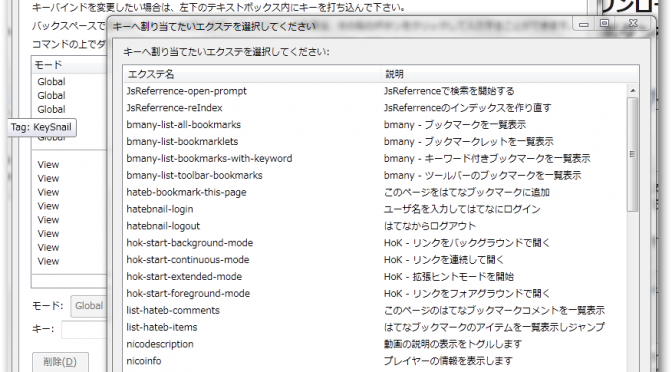 キーバインドを変更したい場合は、左下のテキストボックス内にキーを打ち込んで下さい。
ンロー
バックスペースで
コマンドの上でダ
キーへ割り当てたいエクステを選択してください
キーへ割り当てたいエクステを選択してください:
モード
Global
Global
Global
Tag: KeySnail
Global
View
View
View
View
View
View
View
モード: Global
キー:
削除(D)
エクステ名 説明
JsReferrence-open-prompt JsReferrenceで検索を開始する
JsReferrence-reIndex JsReferrenceのインデックスを作り直す
bmany-list-all-bookmarks bmany - ブックマークを一覧表示
bmany-list-bookmarklets bmany - ブックマークレットを一覧表示
bmany-list-bookmarks-with-keyword bmany - キーワード付きブックマークを一覧表示
bmany-list-toolbar-bookmarks bmany - ツールバーのブックマークを一覧表示
hateb-bookmark-this-page このページをはてなブックマークに追加
hatebnail-login ユーザ名を入力してはてなにログイン
hatebnail-logout はてなからログアウト
hok-start-background-mode HoK - リンクをバックグラウンドで開く
hok-start-continuous-mode HoK - リンクを連続して開く
hok-start-extended-mode HoK - 拡張ヒントモードを開始
hok-start-foreground-mode HoK - リンクをフォアグラウンドで開く
list-hateb-comments このページのはてなブックマークコメントを一覧表示
list-hateb-items はてなブックマークのアイテムを一覧表示しジャンプ
nicodescription 動画の説明の表示をトグルします
nicoinfo プレイヤーの情報を表示します